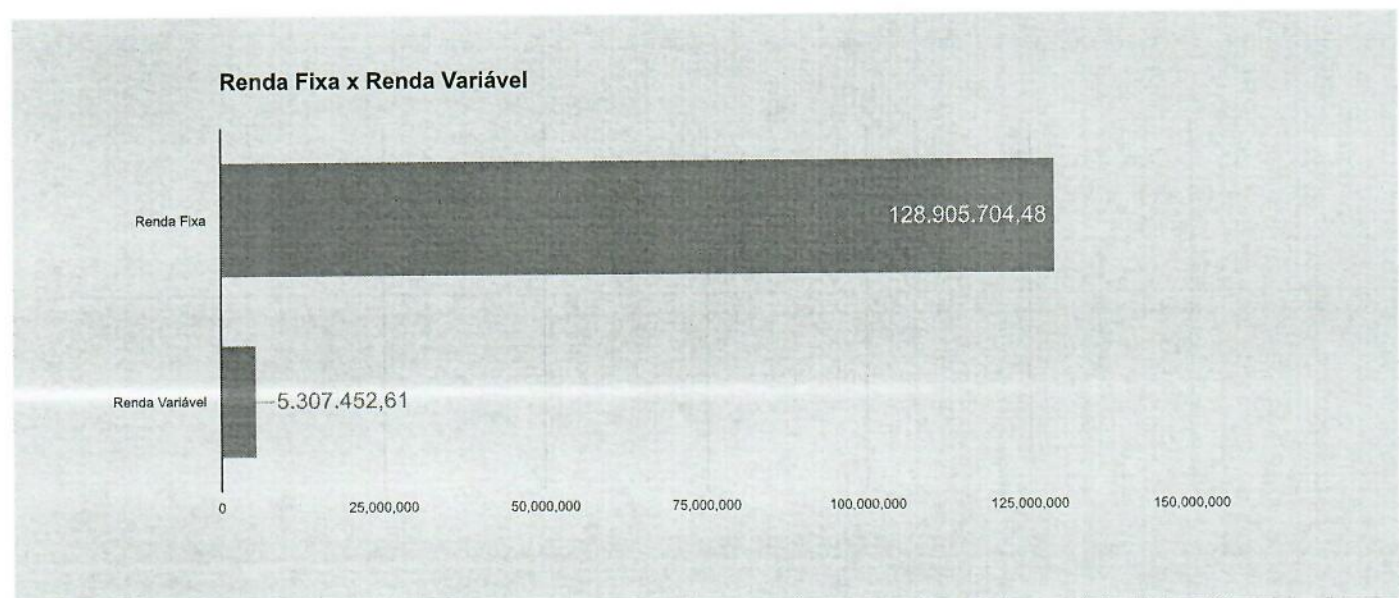 Renda Fixa x Renda Variável
Renda Fixa
128.905.704,48
Renda Variável
5.307.452,61
0 25,000,000 50,000,000 75,000,000 100,000,000 125,000,000 150,000,000